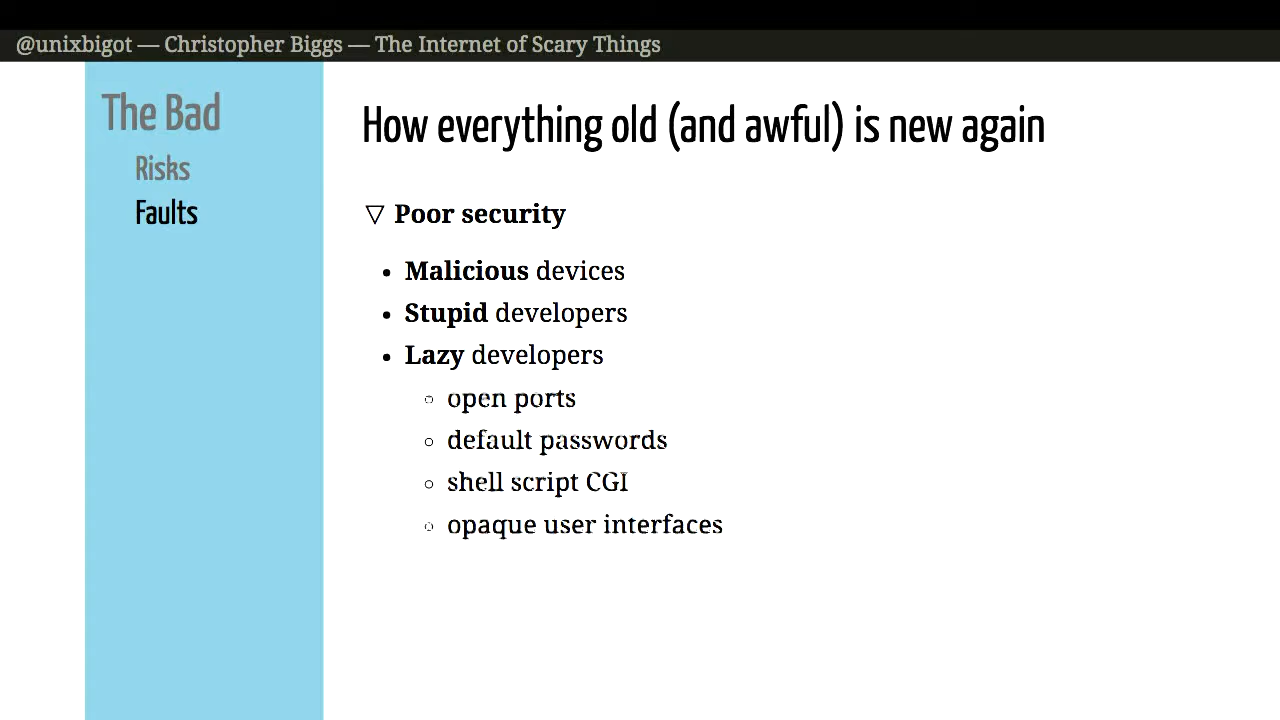 @unixbigot — Christopher Biggs — The Internet of Scary Things
The Bad
Risks
Faults
How everything old (and awful) is new again
▽ Poor security
• Malicious devices
• Stupid developers
• Lazy developers
◦ open ports
◦ default passwords
◦ shell script CGI
◦ opaque user interfaces